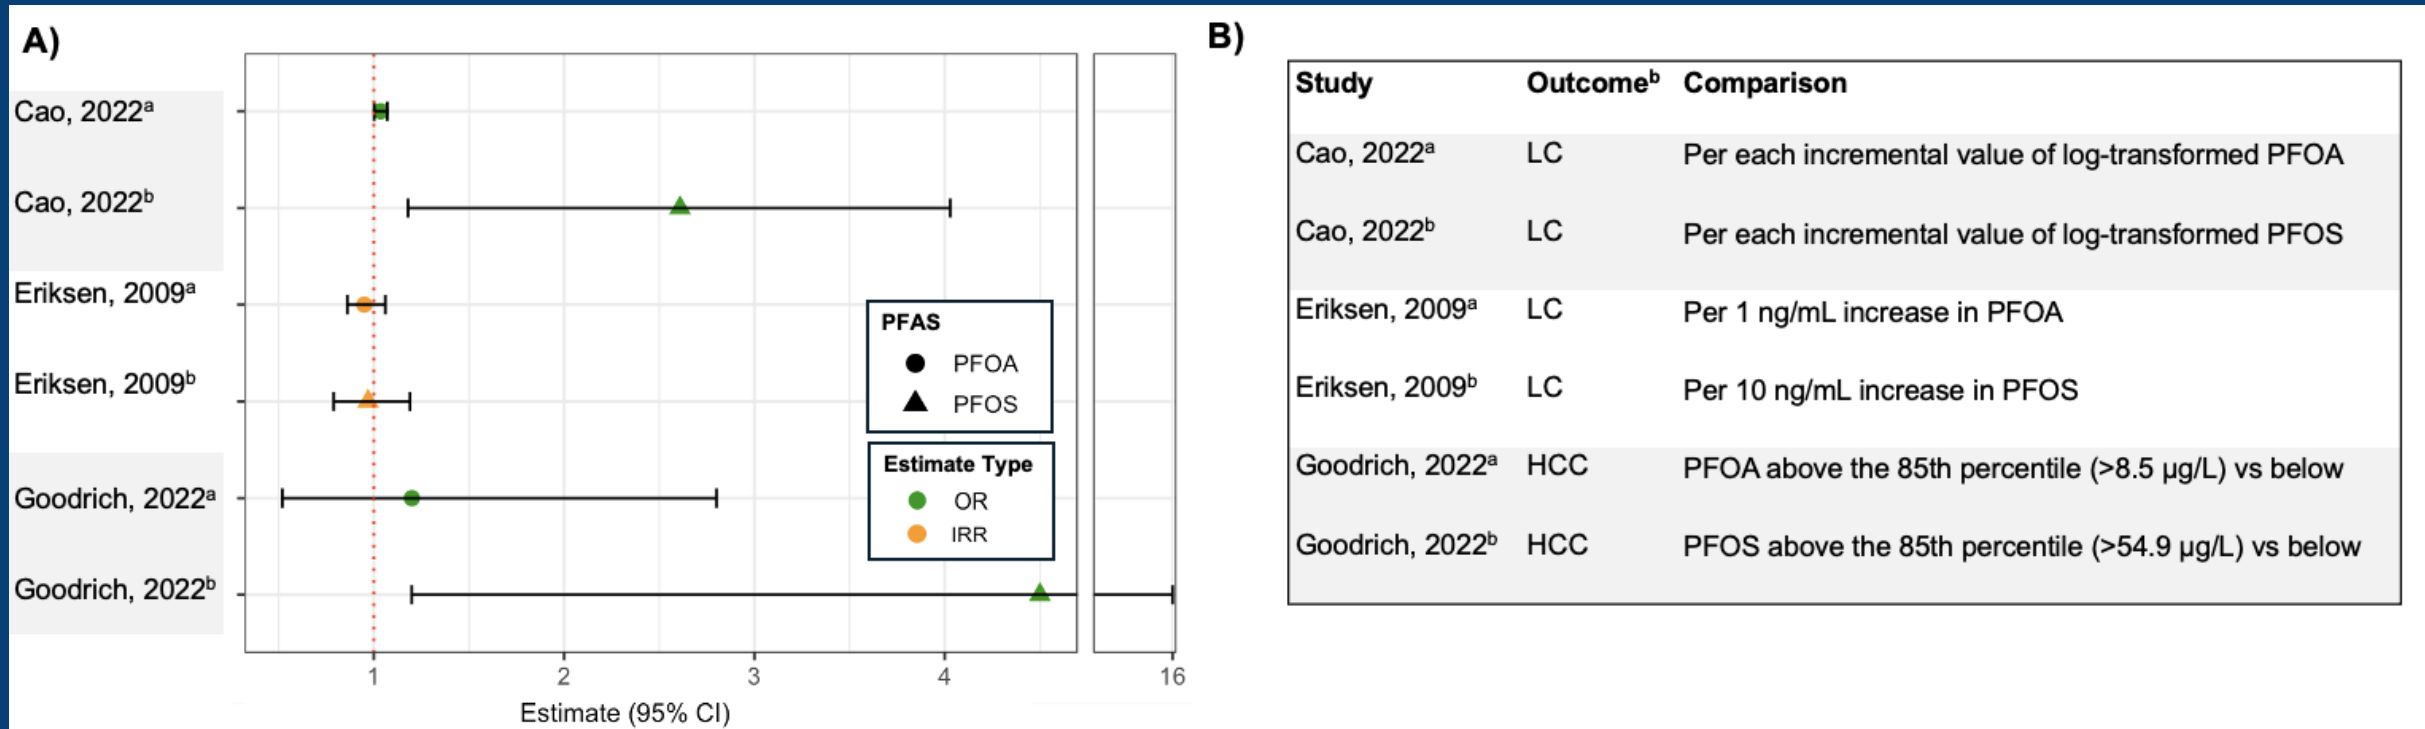 A)
Cao, 2022ᵃ
Cao, 2022ᵇ
Eriksen, 2009ᵃ
Eriksen, 2009ᵇ
Goodrich, 2022ᵃ
Goodrich, 2022ᵇ
PFAS
PFOA
PFOS
Estimate Type
OR
IRR
1 2 3 4 16
Estimate (95% CI)
B)
Study Outcomeᵇ Comparison
Cao, 2022ᵃ LC Per each incremental value of log-transformed PFOA
Cao, 2022ᵇ LC Per each incremental value of log-transformed PFOS
Eriksen, 2009ᵃ LC Per 1 ng/mL increase in PFOA
Eriksen, 2009ᵇ LC Per 10 ng/mL increase in PFOS
Goodrich, 2022ᵃ HCC PFOA above the 85th percentile (>8.5 µg/L) vs below
Goodrich, 2022ᵇ HCC PFOS above the 85th percentile (>54.9 µg/L) vs below